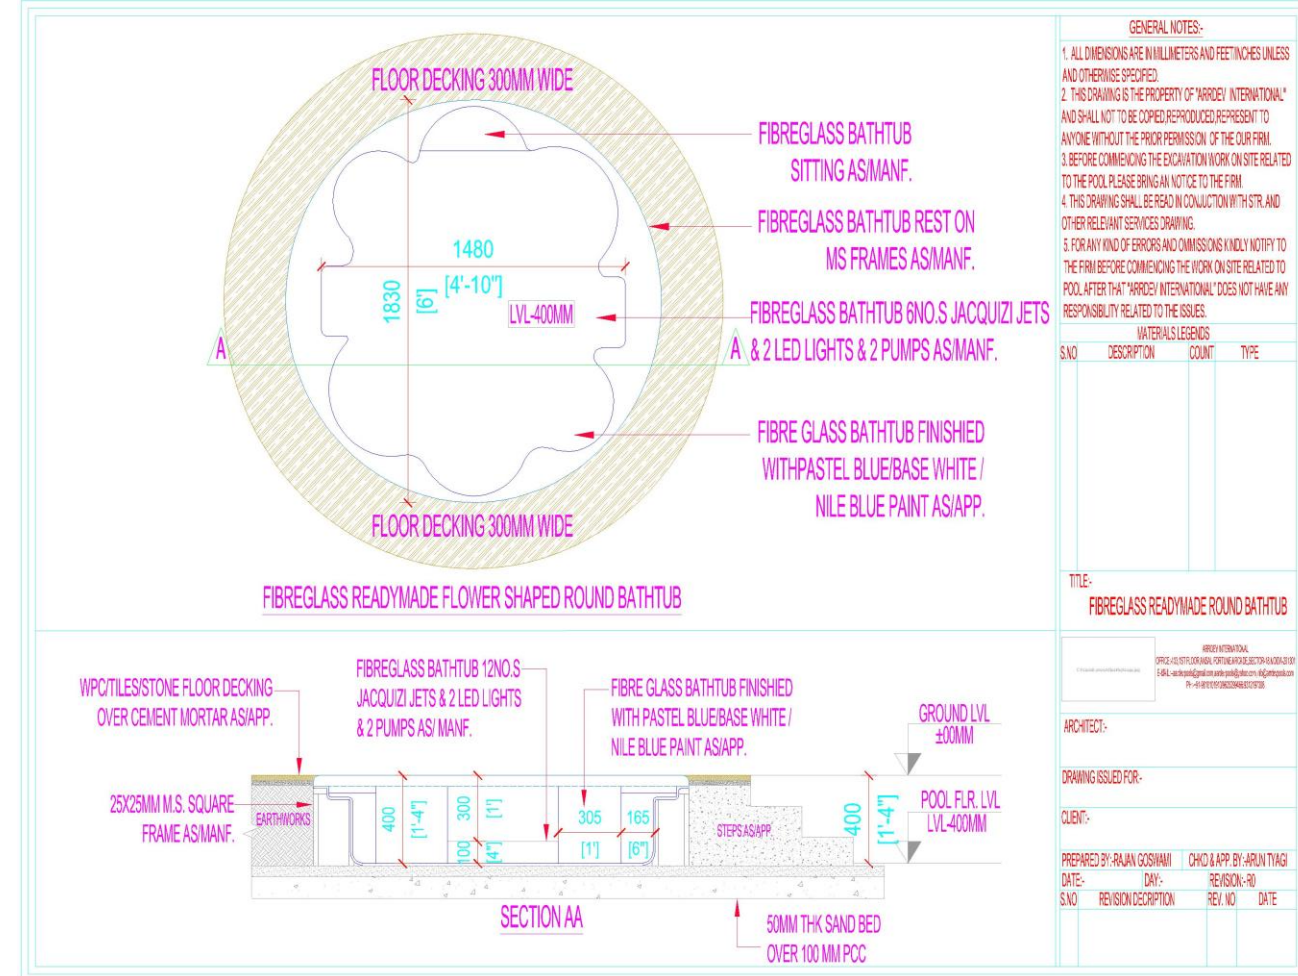 FLOOR DECKING 300MM WIDE
FIBREGLASS BATHTUB
SITTING AS/MANF.
FIBREGLASS BATHTUB REST ON
MS FRAMES AS/MANF.
1480
[4'-10"]
1830
[6']
LVL-400MM
FIBREGLASS BATHTUB 6NO.S JACQUIZI JETS
& 2 LED LIGHTS & 2 PUMPS AS/MANF.
A
A
FIBRE GLASS BATHTUB FINISHIED
WITHPASTEL BLUE/BASE WHITE /
NILE BLUE PAINT AS/APP.
FLOOR DECKING 300MM WIDE
FIBREGLASS READYMADE FLOWER SHAPED ROUND BATHTUB
WPC/TILES/STONE FLOOR DECKING
OVER CEMENT MORTAR AS/APP.
FIBREGLASS BATHTUB 12NO.S
JACQUIZI JETS & 2 LED LIGHTS
& 2 PUMPS AS/ MANF.
FIBRE GLASS BATHTUB FINISHIED
WITH PASTEL BLUE/BASE WHITE /
NILE BLUE PAINT AS/APP.
GROUND LVL
±00MM
25X25MM M.S. SQUARE
FRAME AS/MANF.
EARTHWORKS
400
[1'-4"]
300
[1']
100
[4"]
305
[1']
165
[6"]
STEPS AS/APP.
400
[1'-4"]
POOL FLR. LVL
LVL-400MM
SECTION AA
50MM THK SAND BED
OVER 100 MM PCC
GENERAL NOTES:-
1. ALL DIMENSIONS ARE IN MILLIMETERS AND FEET\INCHES UNLESS
AND OTHERWISE SPECIFIED.
2. THIS DRAWING IS THE PROPERTY OF "ARRDEV INTERNATIONAL"
AND SHALL NOT TO BE COPIED,REPRODUCED,REPRESENT TO
ANYONE WITHOUT THE PRIOR PERMISSION OF THE OUR FIRM.
3. BEFORE COMMENCING THE EXCAVATION WORK ON SITE RELATED
TO THE POOL PLEASE BRING AN NOTICE TO THE FIRM.
4. THIS DRAWING SHALL BE READ IN CONJUCTION WITH STR. AND
OTHER RELEVANT SERVICES DRAWING.
5. FOR ANY KIND OF ERRORS AND OMMISSIONS KINDLY NOTIFY TO
THE FIRM BEFORE COMMENCING THE WORK ON SITE RELATED TO
POOL AFTER THAT "ARRDEV INTERNATIONAL" DOES NOT HAVE ANY
RESPONSIBILITY RELATED TO THE ISSUES.
MATERIALS LEGENDS
S.NO DESCRIPTION COUNT TYPE
TITLE:-
FIBREGLASS READYMADE ROUND BATHTUB
ARRDEV INTERNATIONAL
ARCHITECT:-
DRAWING ISSUED FOR:-
CLIENT:-
PREPARED BY:-RAJAN GOSWAMI CHKD & APP. BY:-ARUN TYAGI
DATE:- DAY:- REVISION:-R0
S.NO REVISION DECRIPTION REV. NO DATE